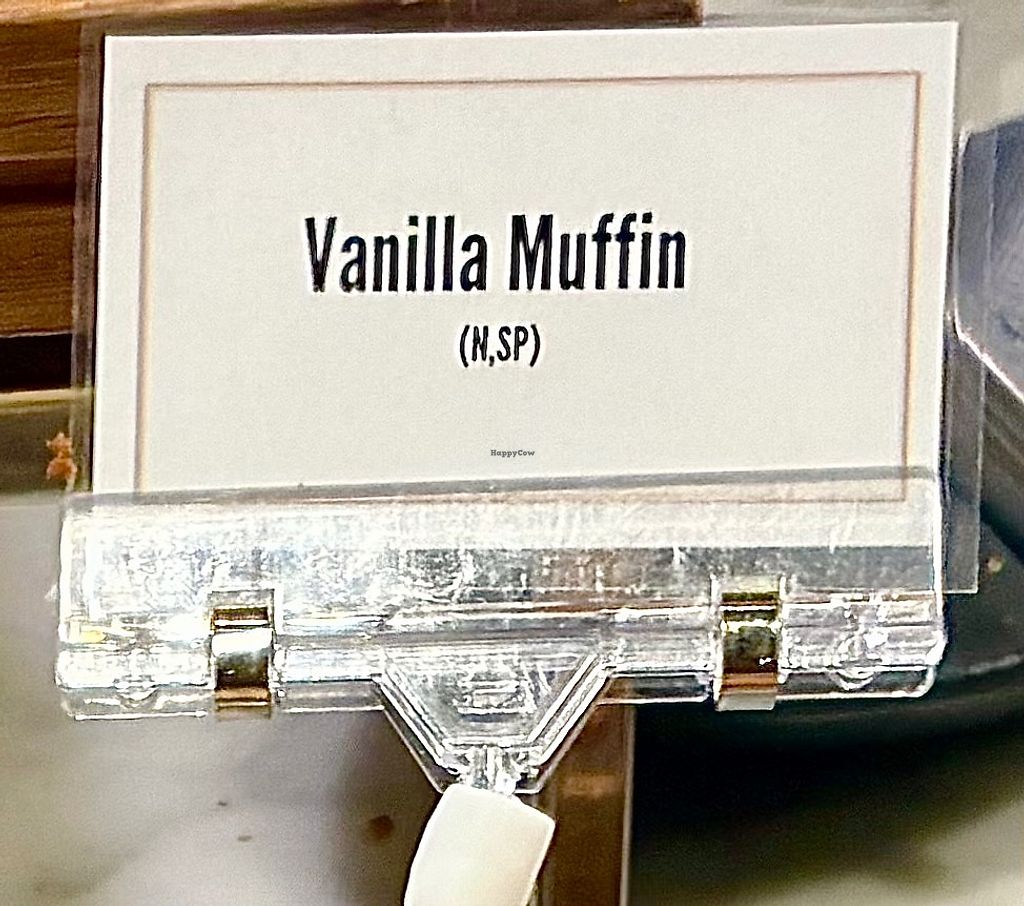 Vanilla Muffin
(N,SP)
HappyCow